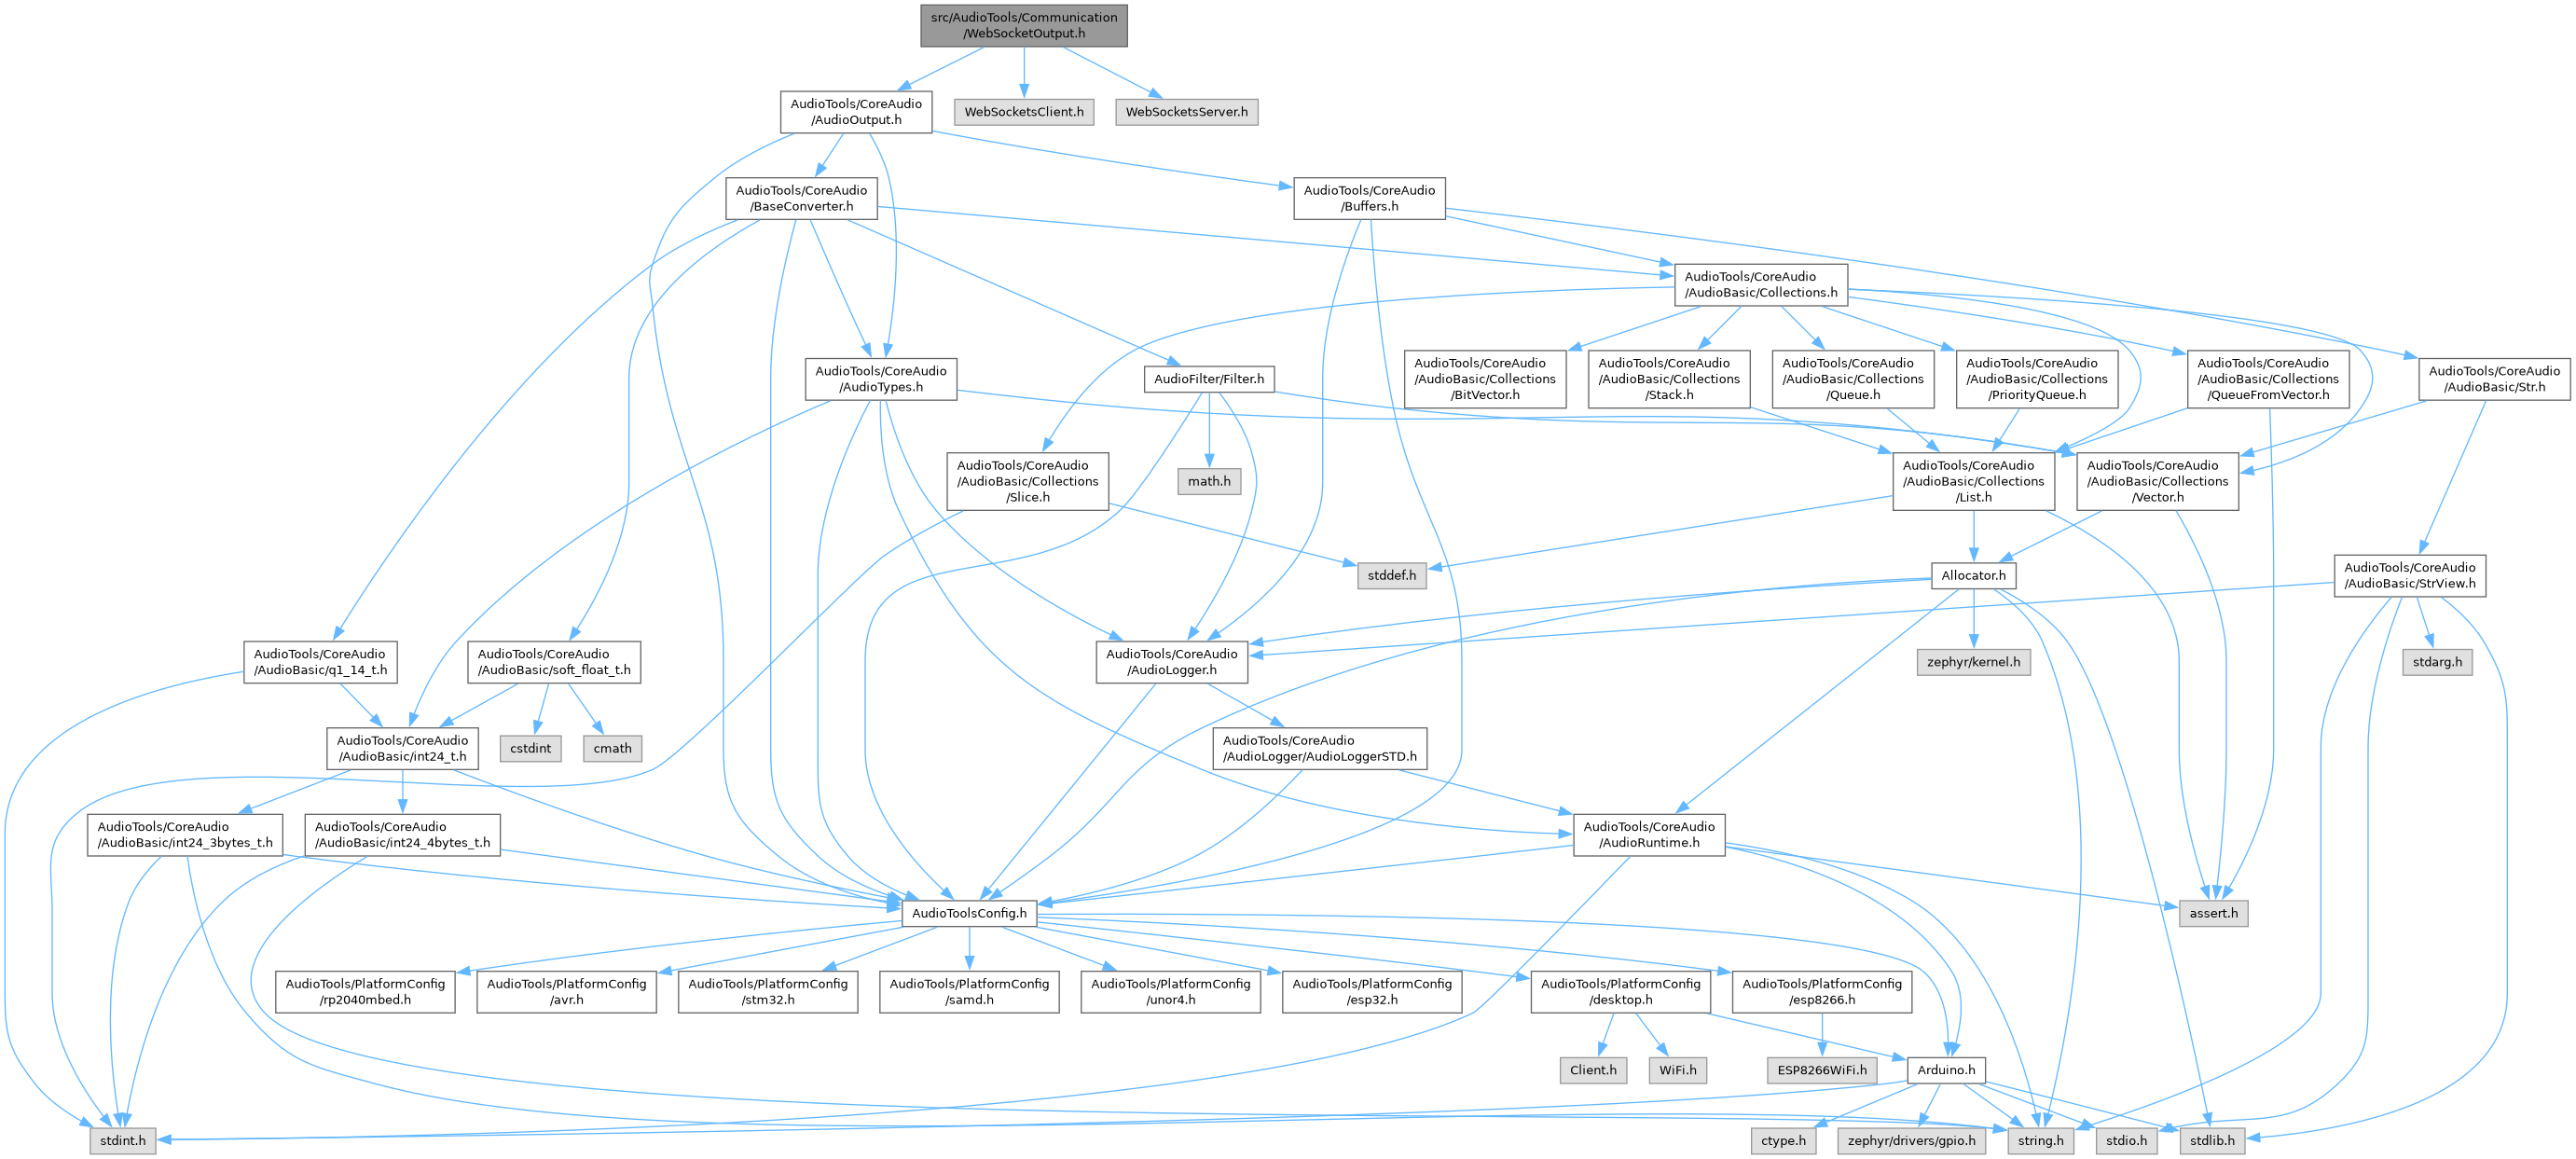 src/AudioTools/Communication
/WebSocketOutput.h
AudioTools/CoreAudio
/AudioOutput.h
WebSocketsClient.h
WebSocketsServer.h
AudioTools/CoreAudio
/BaseConverter.h
AudioTools/CoreAudio
/Buffers.h
AudioTools/CoreAudio
/AudioBasic/Collections.h
AudioTools/CoreAudio
/AudioTypes.h
AudioFilter/Filter.h
AudioTools/CoreAudio
/AudioBasic/Collections
/BitVector.h
AudioTools/CoreAudio
/AudioBasic/Collections
/Stack.h
AudioTools/CoreAudio
/AudioBasic/Collections
/Queue.h
AudioTools/CoreAudio
/AudioBasic/Collections
/PriorityQueue.h
AudioTools/CoreAudio
/AudioBasic/Collections
/QueueFromVector.h
AudioTools/CoreAudio
/AudioBasic/Str.h
AudioTools/CoreAudio
/AudioBasic/Collections
/Slice.h
math.h
AudioTools/CoreAudio
/AudioBasic/Collections
/List.h
AudioTools/CoreAudio
/AudioBasic/Collections
/Vector.h
stddef.h
Allocator.h
AudioTools/CoreAudio
/AudioBasic/StrView.h
AudioTools/CoreAudio
/AudioBasic/q1_14_t.h
AudioTools/CoreAudio
/AudioBasic/soft_float_t.h
AudioTools/CoreAudio
/AudioLogger.h
zephyr/kernel.h
stdarg.h
AudioTools/CoreAudio
/AudioBasic/int24_t.h
cstdint
cmath
AudioTools/CoreAudio
/AudioLogger/AudioLoggerSTD.h
AudioTools/CoreAudio
/AudioBasic/int24_3bytes_t.h
AudioTools/CoreAudio
/AudioBasic/int24_4bytes_t.h
AudioTools/CoreAudio
/AudioRuntime.h
AudioToolsConfig.h
assert.h
AudioTools/PlatformConfig
/rp2040mbed.h
AudioTools/PlatformConfig
/avr.h
AudioTools/PlatformConfig
/stm32.h
AudioTools/PlatformConfig
/samd.h
AudioTools/PlatformConfig
/unor4.h
AudioTools/PlatformConfig
/esp32.h
AudioTools/PlatformConfig
/desktop.h
AudioTools/PlatformConfig
/esp8266.h
Client.h
WiFi.h
ESP8266WiFi.h
Arduino.h
stdint.h
ctype.h
zephyr/drivers/gpio.h
string.h
stdio.h
stdlib.h